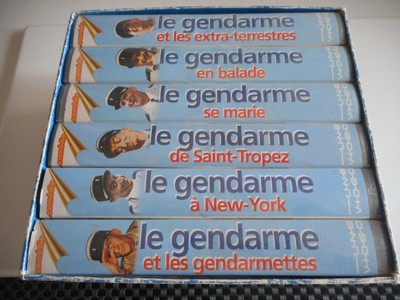 le gendarme
et les extra-terrestres
le gendarme
en balade
le gendarme
se marie
le gendarme
de Saint-Tropez
le gendarme
à New-York
le gendarme
et les gendarmettes